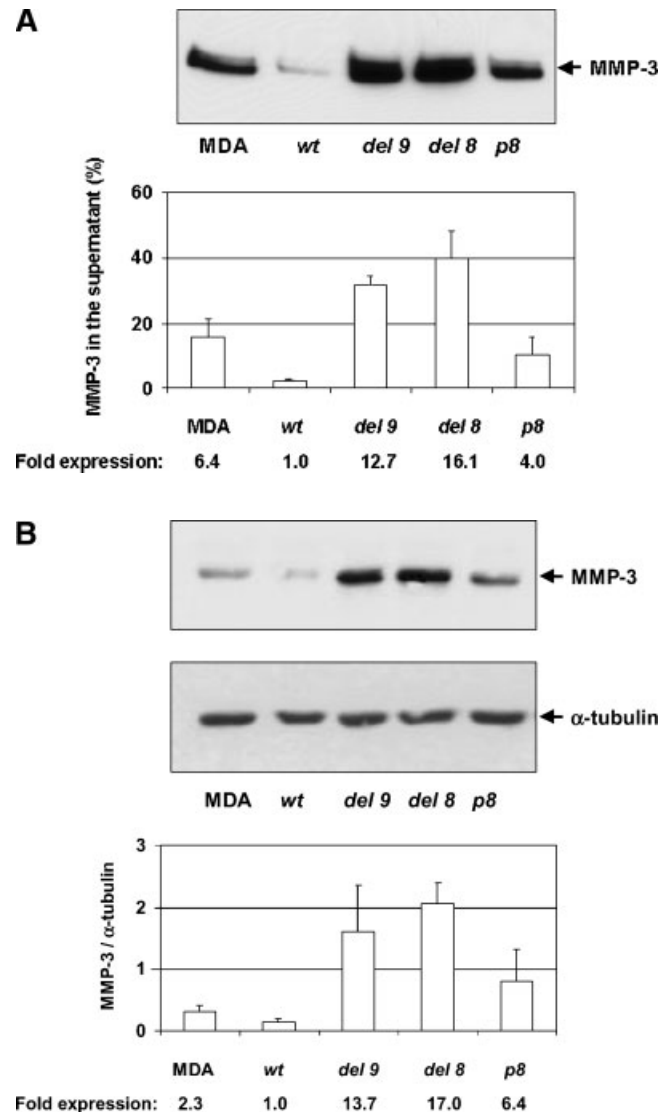 A
MMP-3
MDA wt del 9 del 8 p8
MMP-3 in the supernatant (%)
60
40
20
0
MDA wt del 9 del 8 p8
Fold expression: 6.4 1.0 12.7 16.1 4.0
B
MMP-3
α-tubulin
MDA wt del 9 del 8 p8
MMP-3 / α-tubulin
3
2
1
0
MDA wt del 9 del 8 p8
Fold expression: 2.3 1.0 13.7 17.0 6.4